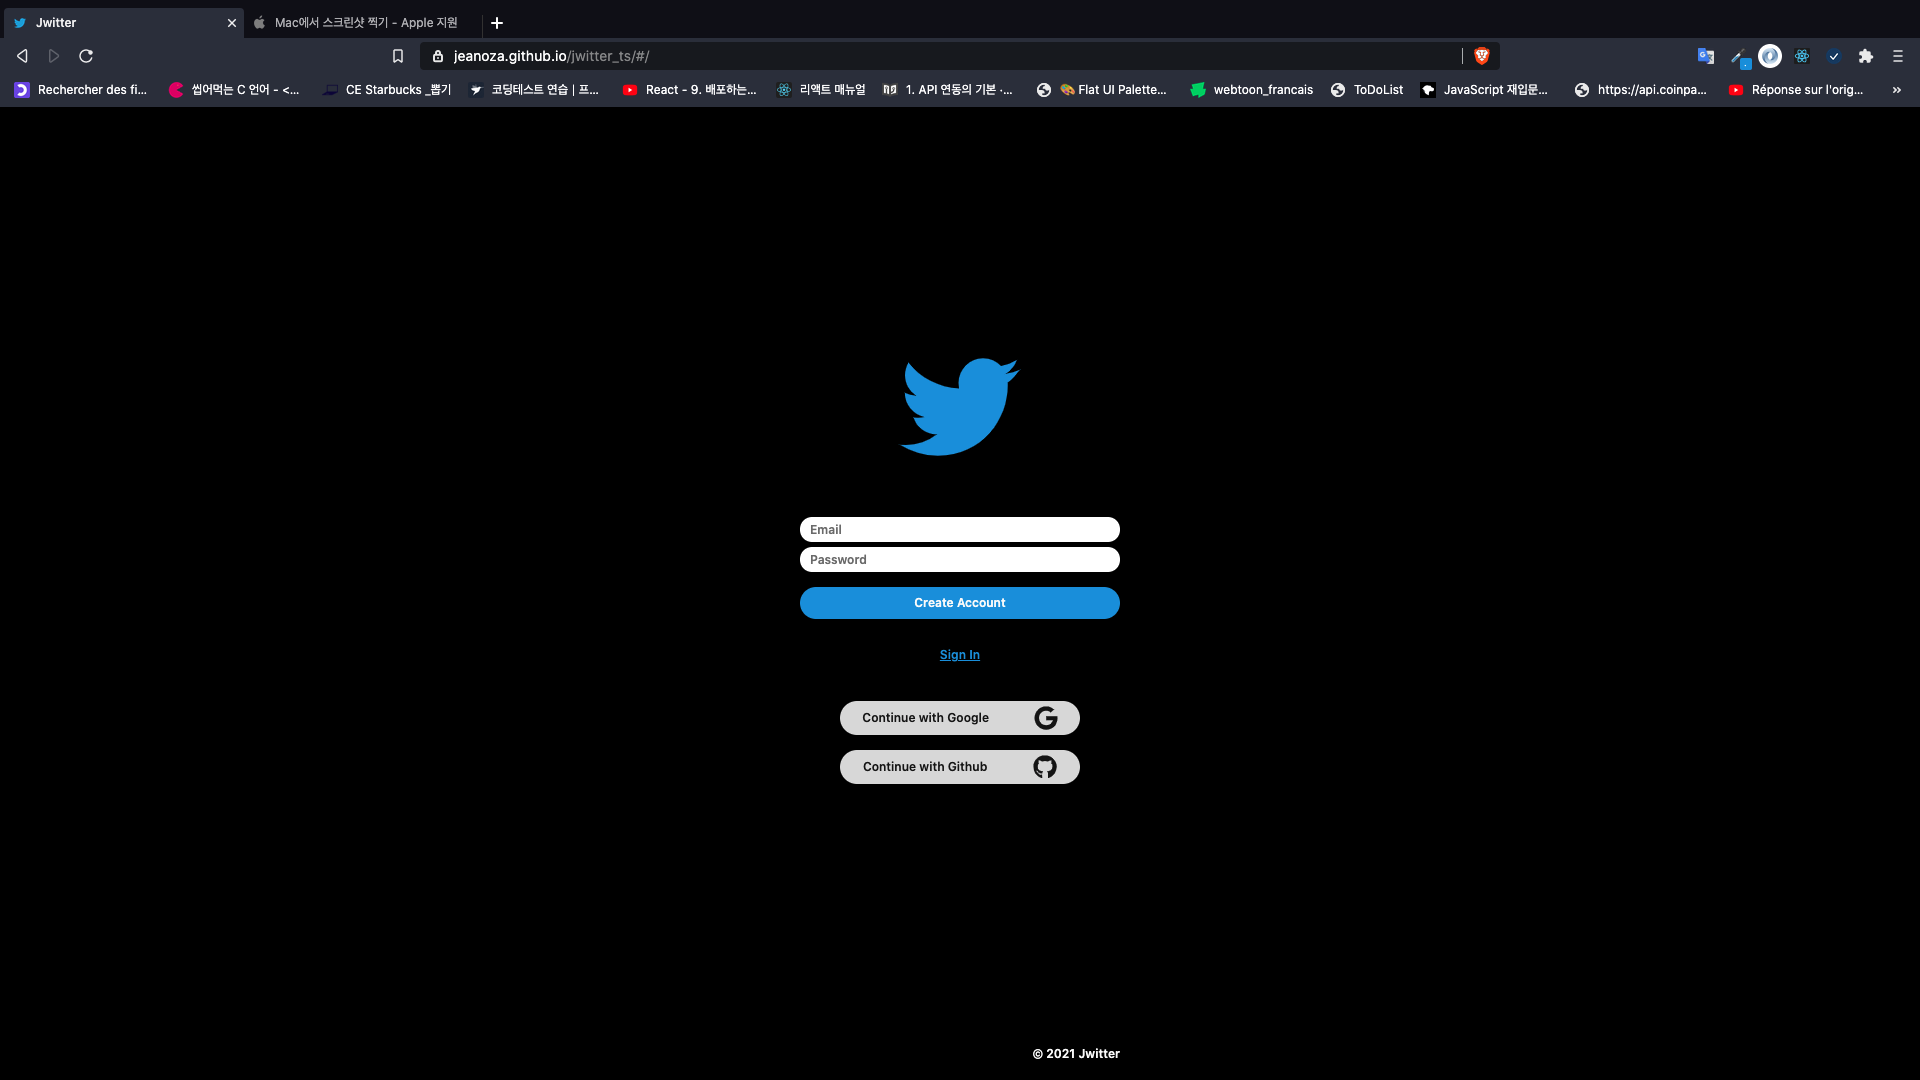 Jwitter
Mac에서 스크린샷 찍기 - Apple 지원
jeanoza.github.io/jwitter_ts/#/
Rechercher des fi... 씹어먹는 C 언어 - <... CE Starbucks _뽑기 코딩테스트 연습 | 프... React - 9. 배포하는... 리액트 매뉴얼 1. API 연동의 기본 ·... 🎨 Flat UI Palette... webtoon_francais ToDoList JavaScript 재입문... https://api.coinpa... Réponse sur l'orig... »
Email
Password
Create Account
Sign In
Continue with Google
Continue with Github
© 2021 Jwitter